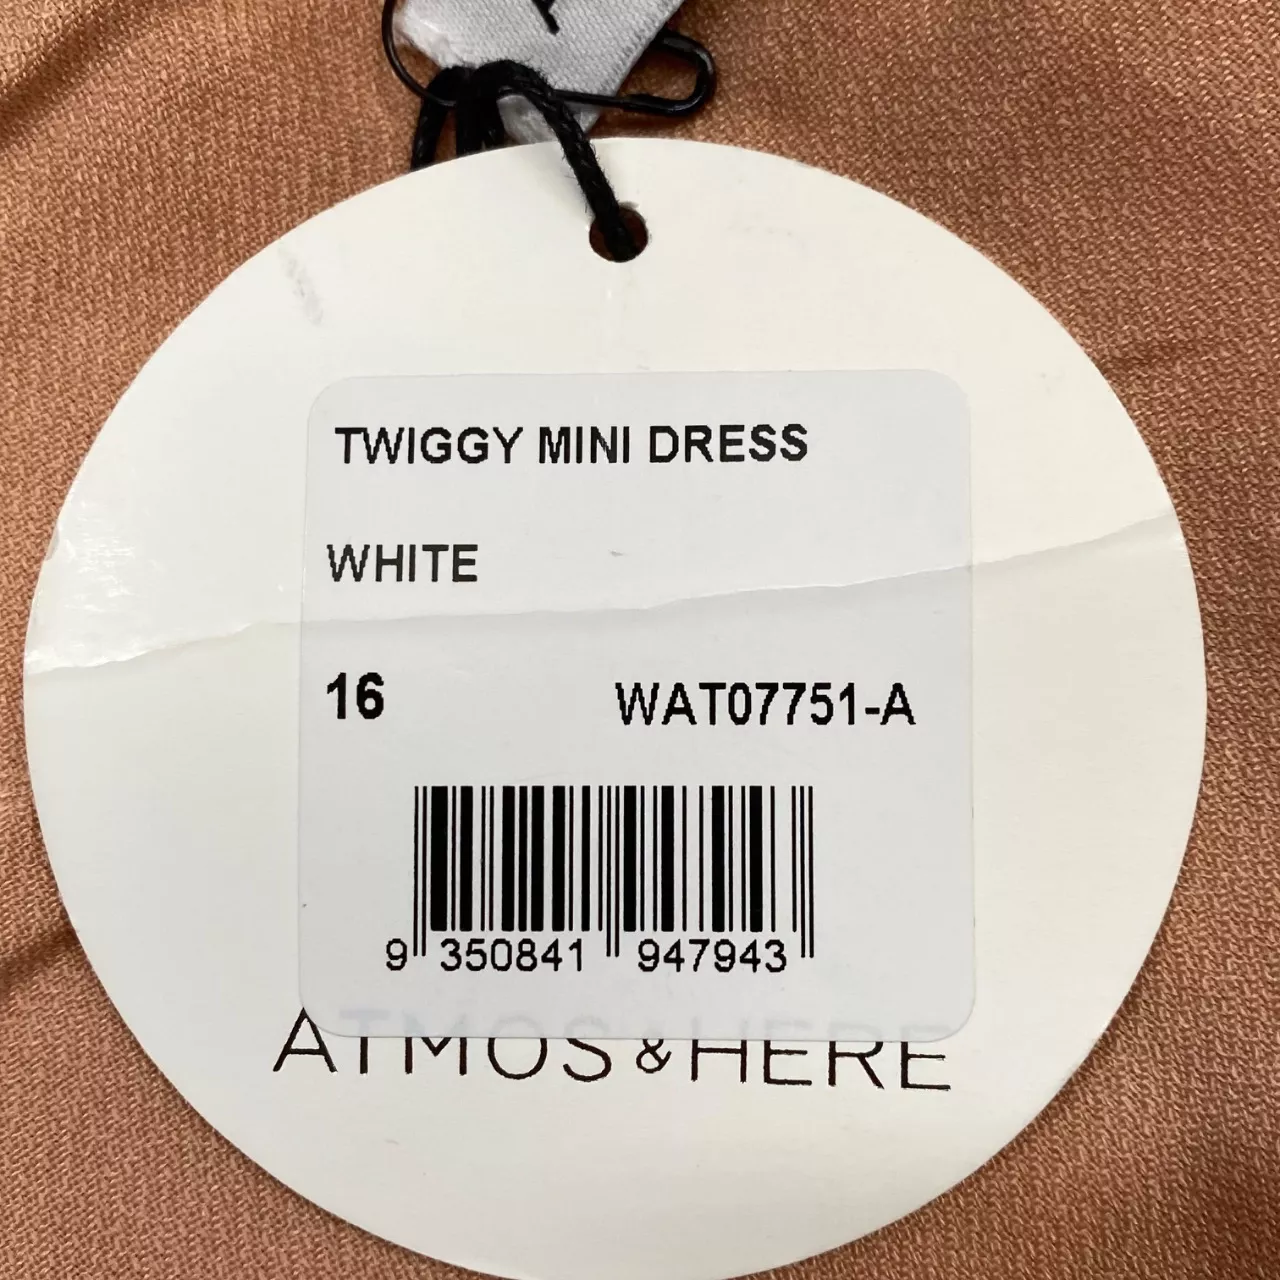 TWIGGY MINI DRESS
WHITE
16 WAT07751-A
9 350841 947943
ATMOS&HERE